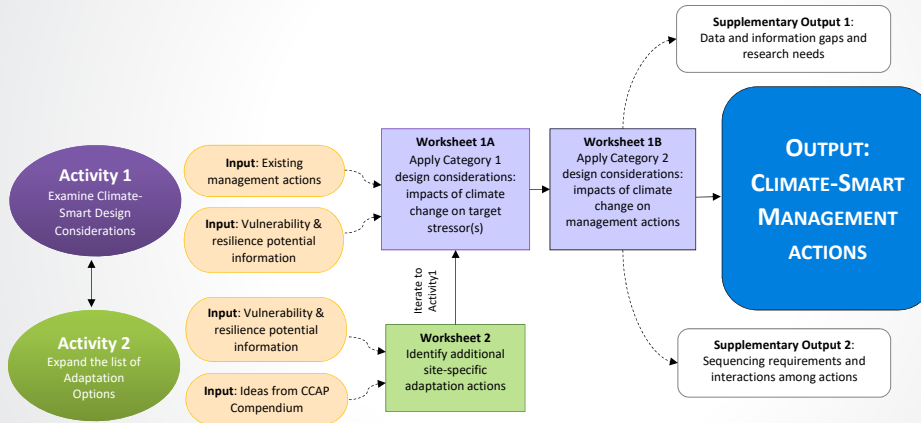 Supplementary Output 1:
Data and information gaps and
research needs
Activity 1
Examine Climate-
Smart Design
Considerations
Input: Existing
management actions
Input: Vulnerability &
resilience potential
information
Worksheet 1A
Apply Category 1
design considerations:
impacts of climate
change on target
stressor(s)
Worksheet 1B
Apply Category 2
design considerations:
impacts of climate
change on
management actions
OUTPUT:
CLIMATE-SMART
MANAGEMENT
ACTIONS
Iterate to
Activity1
Activity 2
Expand the list of
Adaptation
Options
Input: Vulnerability &
resilience potential
information
Input: Ideas from CCAP
Compendium
Worksheet 2
Identify additional
site-specific
adaptation actions
Supplementary Output 2:
Sequencing requirements and
interactions among actions